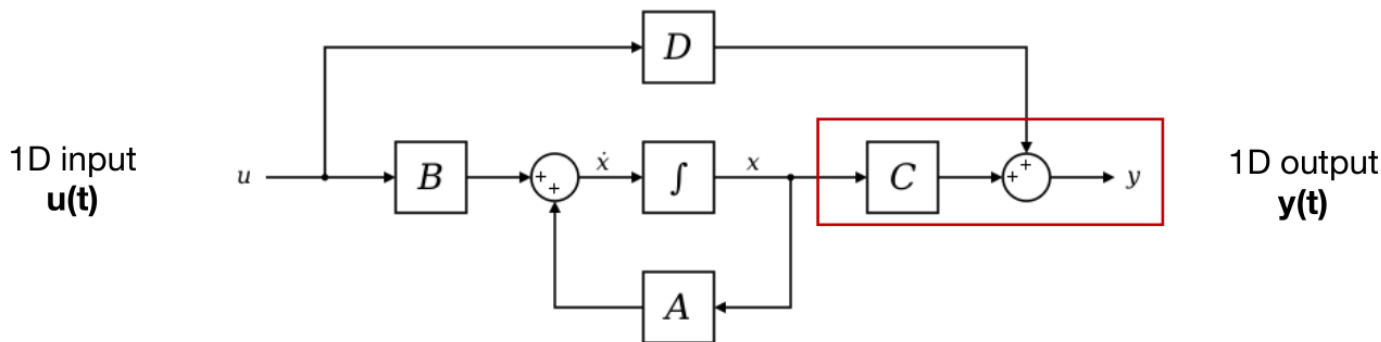 D
1D input
u(t)
u
B
+
+
ẋ
∫
x
C
+
+
y
1D output
y(t)
A